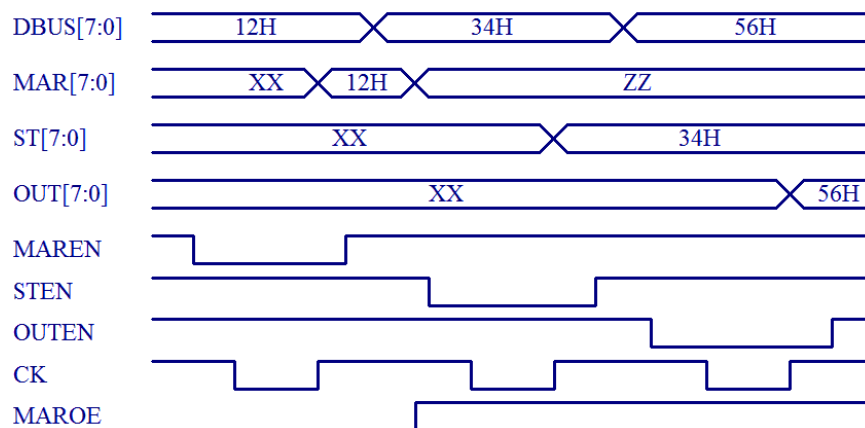 DBUS[7:0] 12H 34H 56H
MAR[7:0] XX 12H ZZ
ST[7:0] XX 34H
OUT[7:0] XX 56H
MAREN
STEN
OUTEN
CK
MAROE